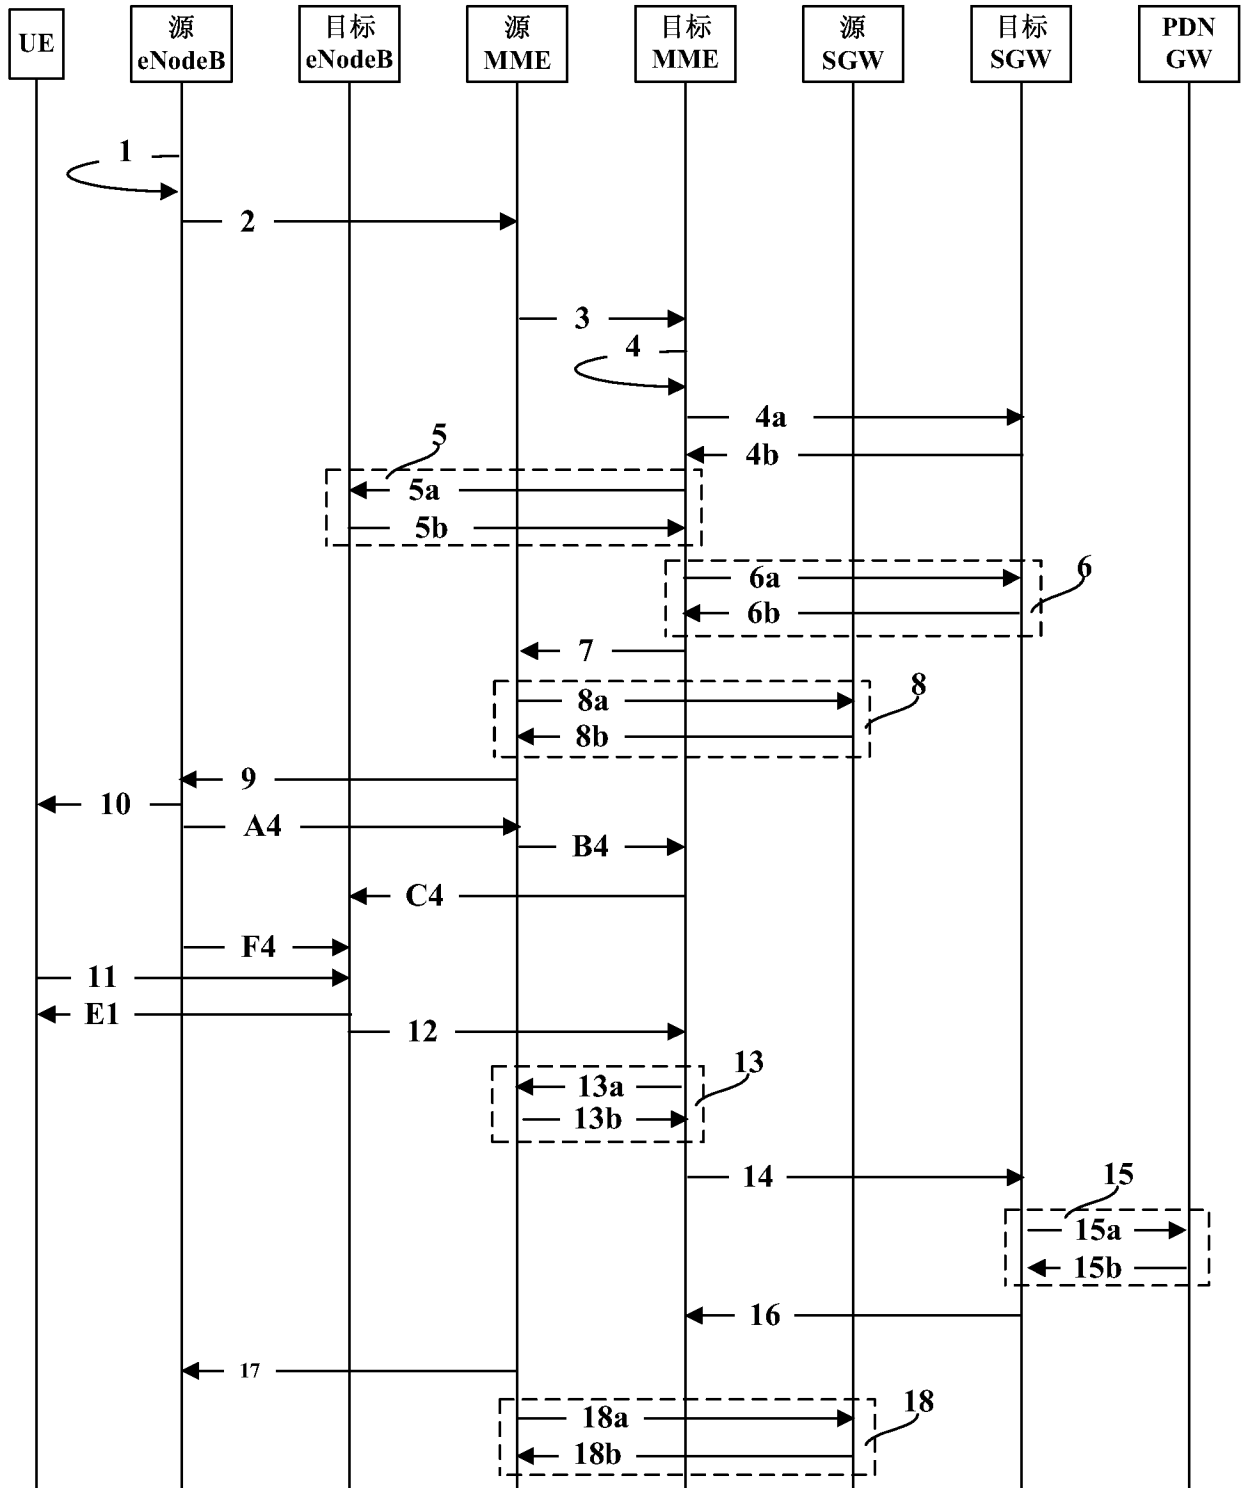 UE
源
eNodeB
目标
eNodeB
源
MME
目标
MME
源
SGW
目标
SGW
PDN
GW
1
2
3
4
4a
4b
5
5a
5b
6
6a
6b
7
8
8a
8b
9
10
A4
B4
C4
F4
11
E1
12
13
13a
13b
14
15
15a
15b
16
17
18
18a
18b